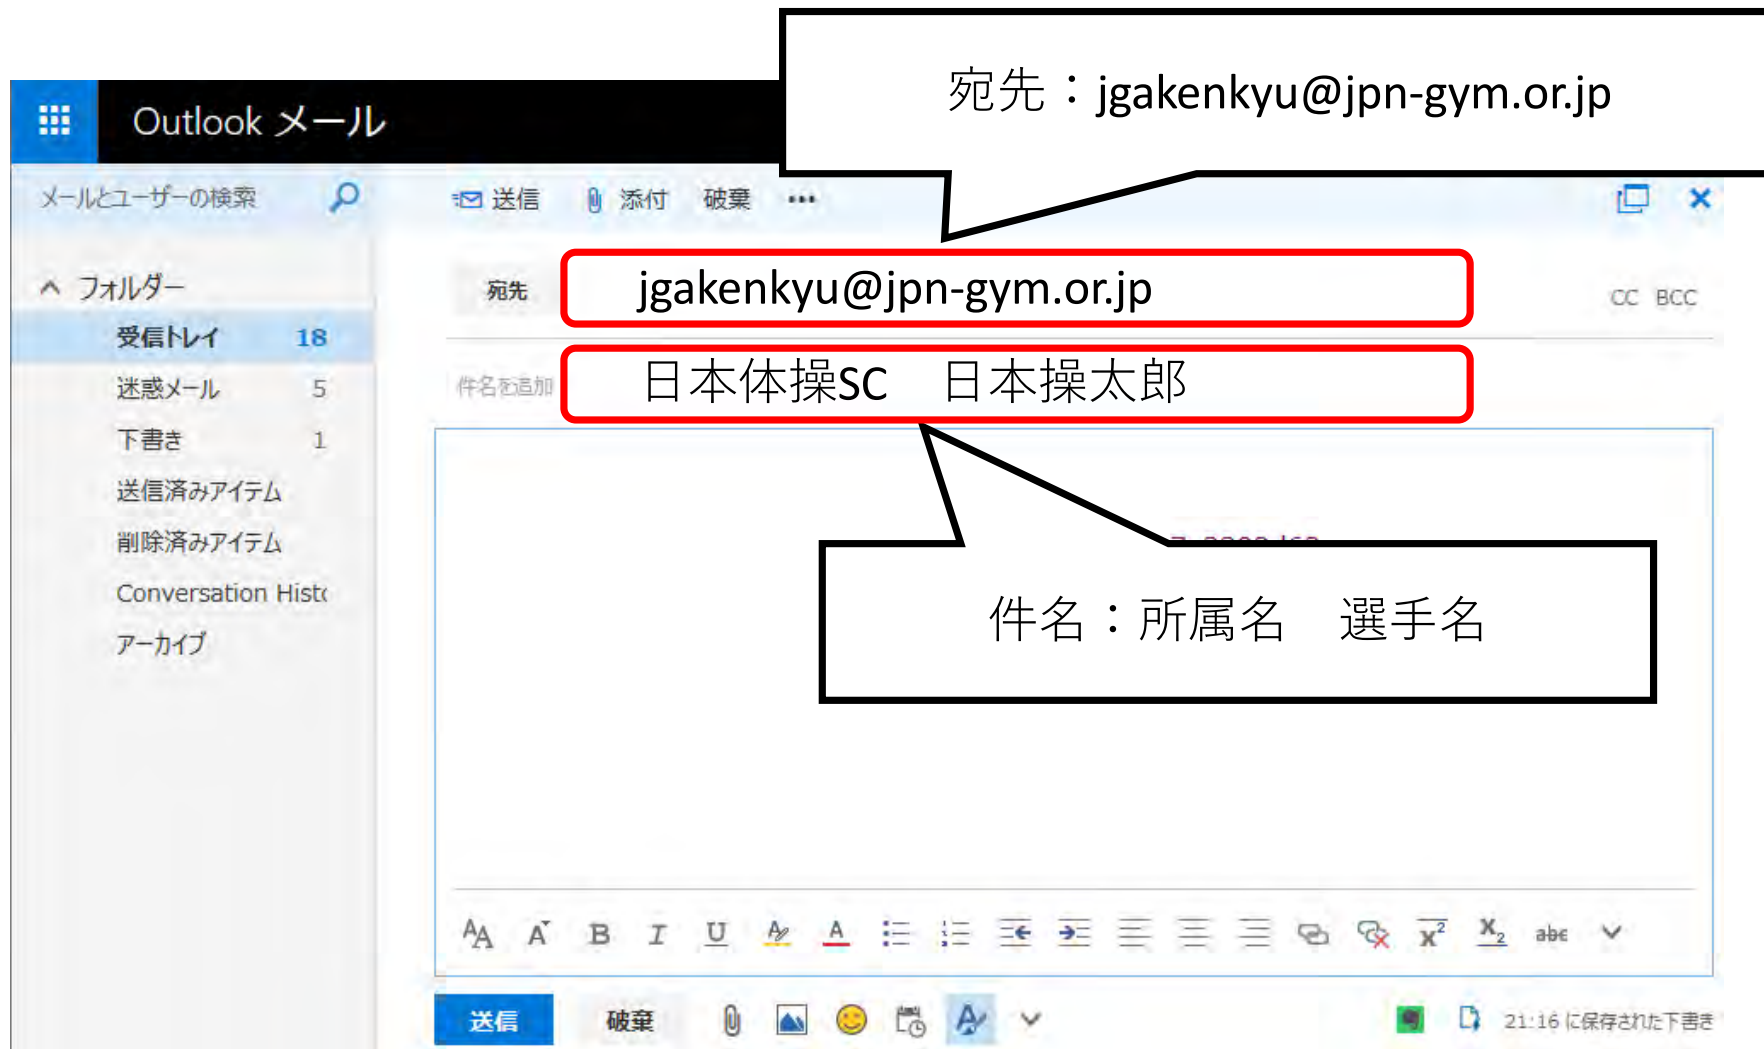 宛先：jgakenkyu@jpn-gym.or.jp
Outlook メール
メールとユーザーの検索
送信 添付 破棄 •••
フォルダー
宛先 jgakenkyu@jpn-gym.or.jp CC BCC
受信トレイ 18
件名を追加 日本体操SC 日本操太郎
迷惑メール 5
下書き 1
送信済みアイテム
削除済みアイテム
Conversation Histo
アーカイブ
件名：所属名 選手名
AA A B I U A A x² x₂ abc
送信 破棄 21:16 に保存された下書き